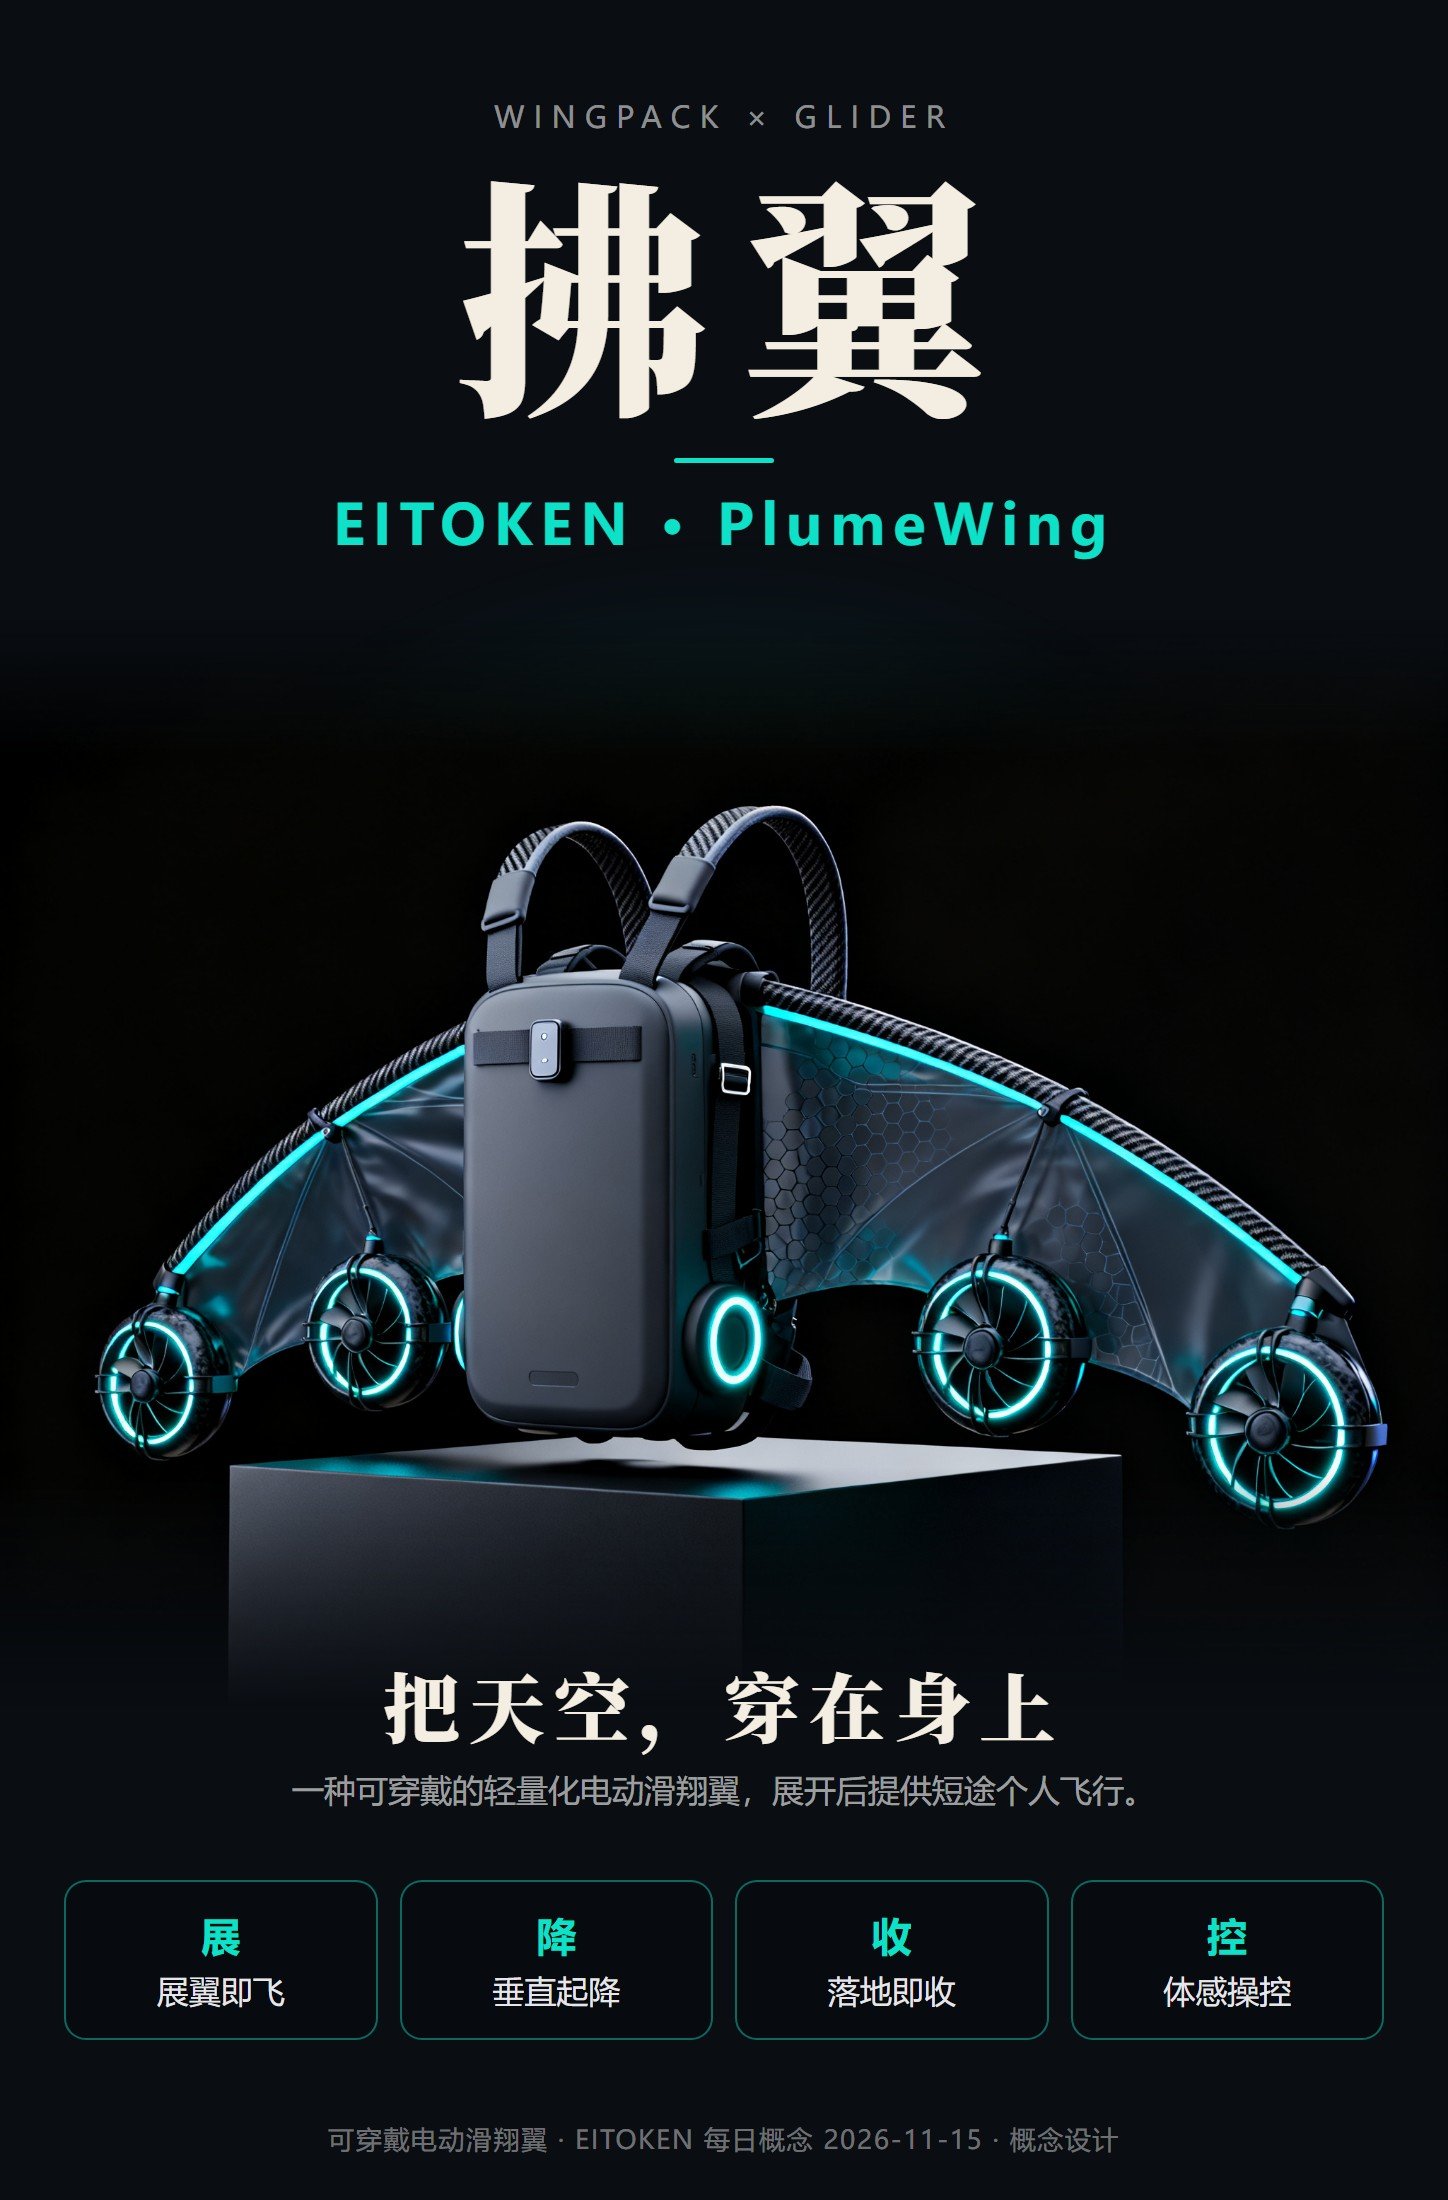 WINGPACK × GLIDER
拂翼
EITOKEN • PlumeWing
把天空，穿在身上
一种可穿戴的轻量化电动滑翔翼，展开后提供短途个人飞行。
展
展翼即飞
降
垂直起降
收
落地即收
控
体感操控
可穿戴电动滑翔翼 · EITOKEN 每日概念 2026-11-15 · 概念设计